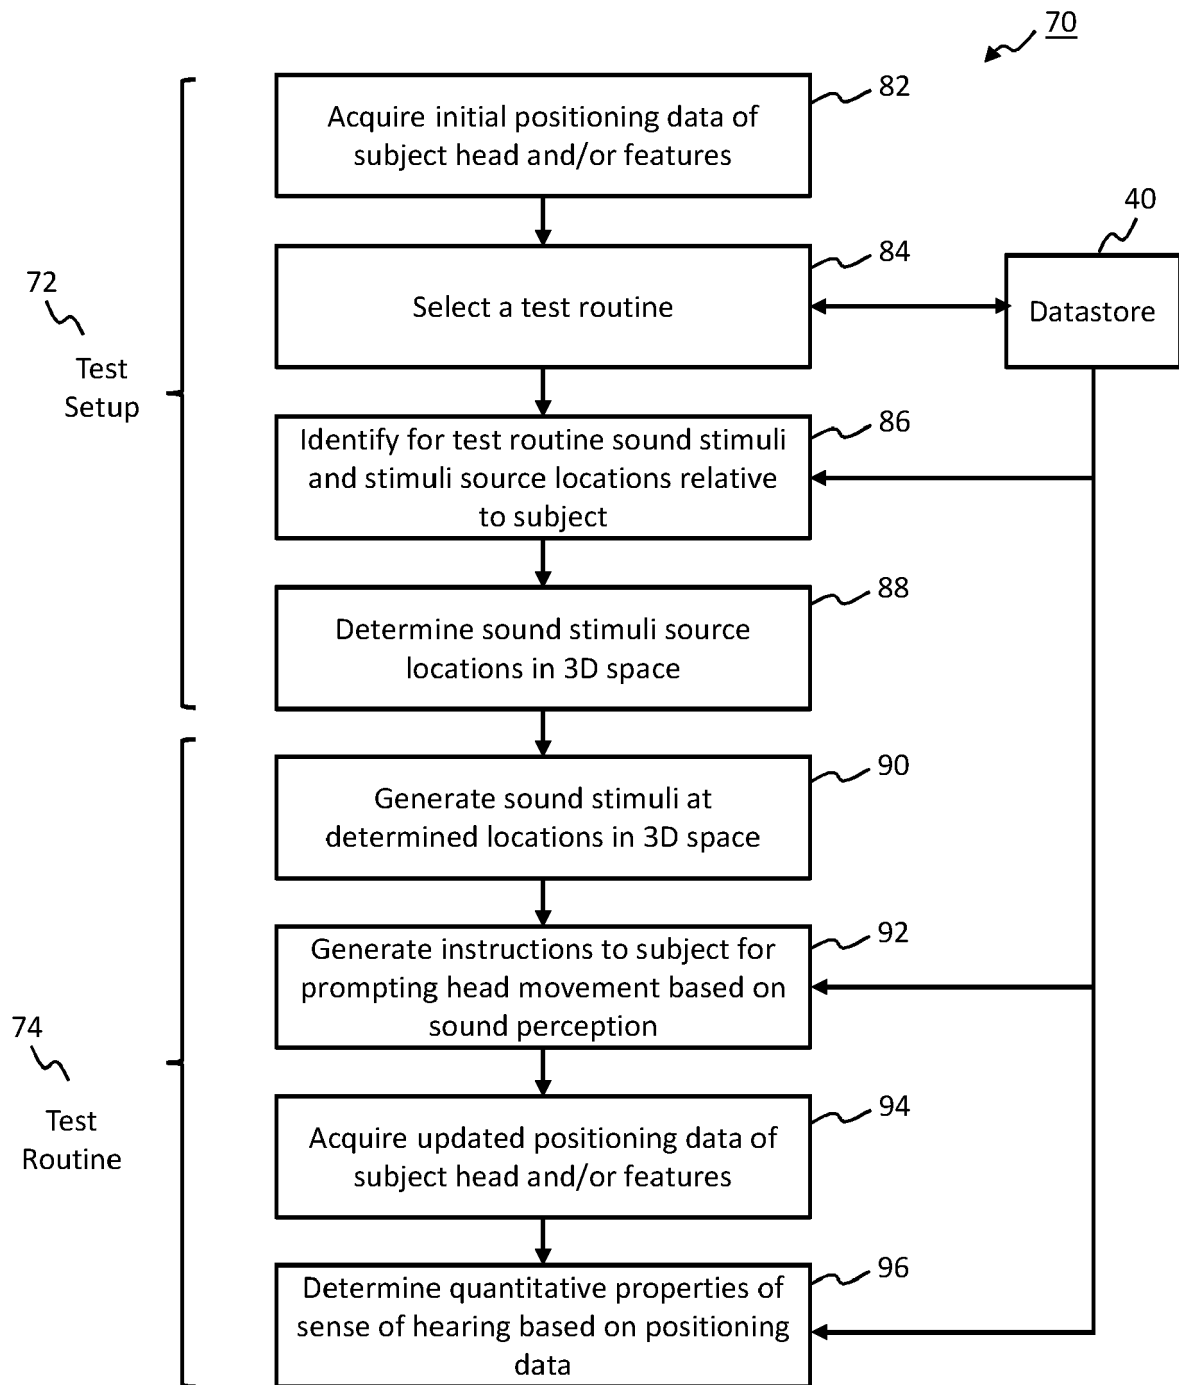 70
82
Acquire initial positioning data of
subject head and/or features
40
84
Select a test routine
Datastore
72
Test
Setup
86
Identify for test routine sound stimuli
and stimuli source locations relative
to subject
88
Determine sound stimuli source
locations in 3D space
90
Generate sound stimuli at
determined locations in 3D space
92
Generate instructions to subject for
prompting head movement based on
sound perception
74
Test
Routine
94
Acquire updated positioning data of
subject head and/or features
96
Determine quantitative properties of
sense of hearing based on positioning
data